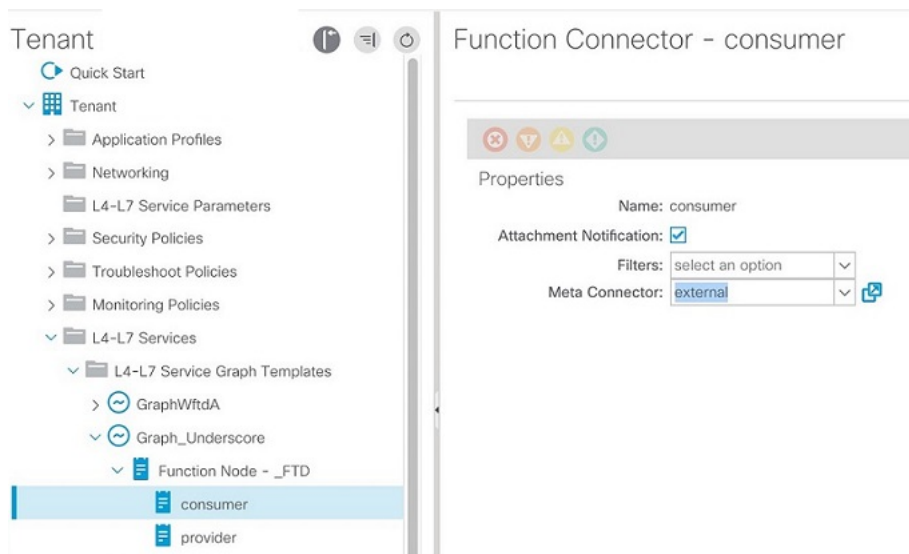 Tenant
Quick Start
Tenant
Application Profiles
Networking
L4-L7 Service Parameters
Security Policies
Troubleshoot Policies
Monitoring Policies
L4-L7 Services
L4-L7 Service Graph Templates
GraphWftdA
Graph_Underscore
Function Node - _FTD
consumer
provider
Function Connector - consumer
Properties
Name: consumer
Attachment Notification:
Filters: select an option
Meta Connector: external